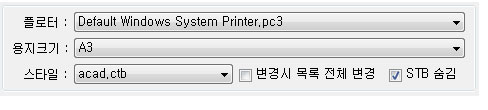 플로터 : Default Windows System Printer.pc3
용지크기 : A3
스타일 : acad.ctb 변경시 목록 전체 변경 STB 숨김